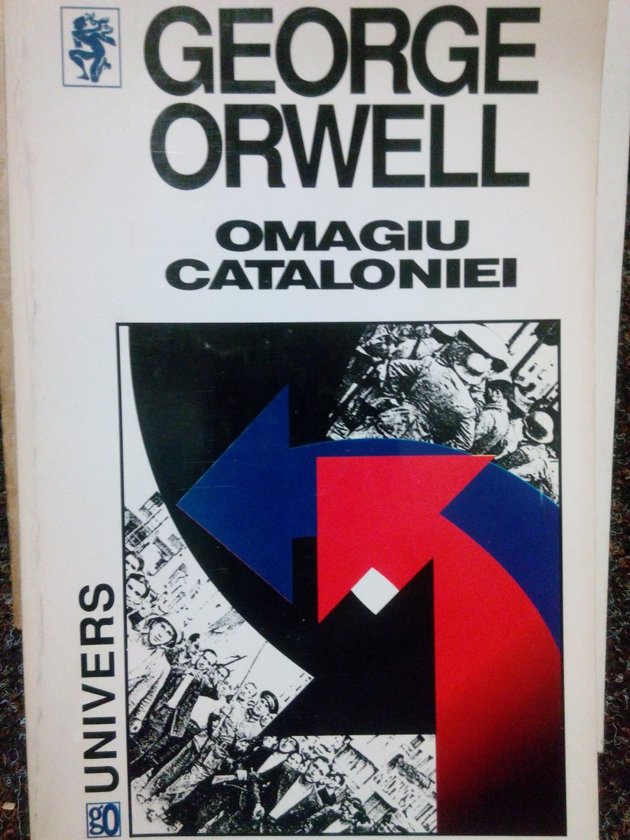 GEORGE
ORWELL
OMAGIU
CATALONIEI
UNIVERS
go